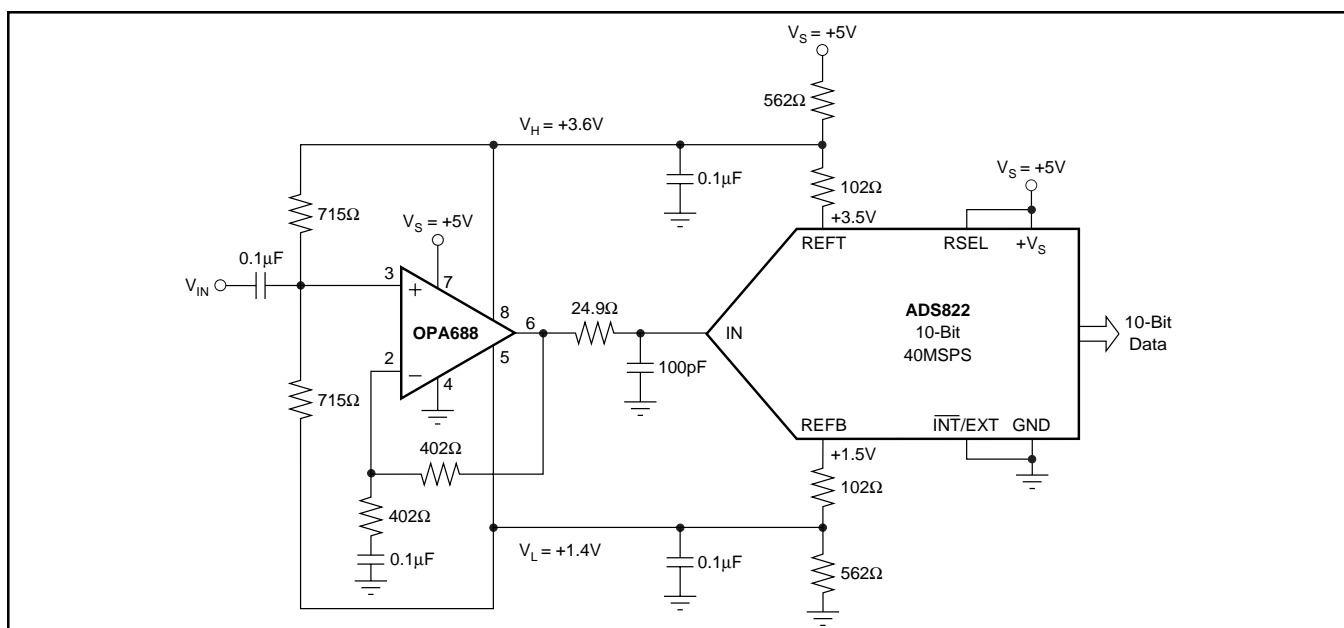 V_S = +5V
562Ω
V_H = +3.6V
0.1μF
102Ω
V_S = +5V
715Ω
V_S = +5V
+3.5V
REFT
RSEL
+V_S
0.1μF
V_IN
3
+
7
8
OPA688
6
24.9Ω
IN
ADS822
10-Bit
40MSPS
10-Bit
Data
2
−
5
4
100pF
715Ω
REFB
INT/EXT
GND
402Ω
+1.5V
102Ω
402Ω
V_L = +1.4V
0.1μF
0.1μF
562Ω